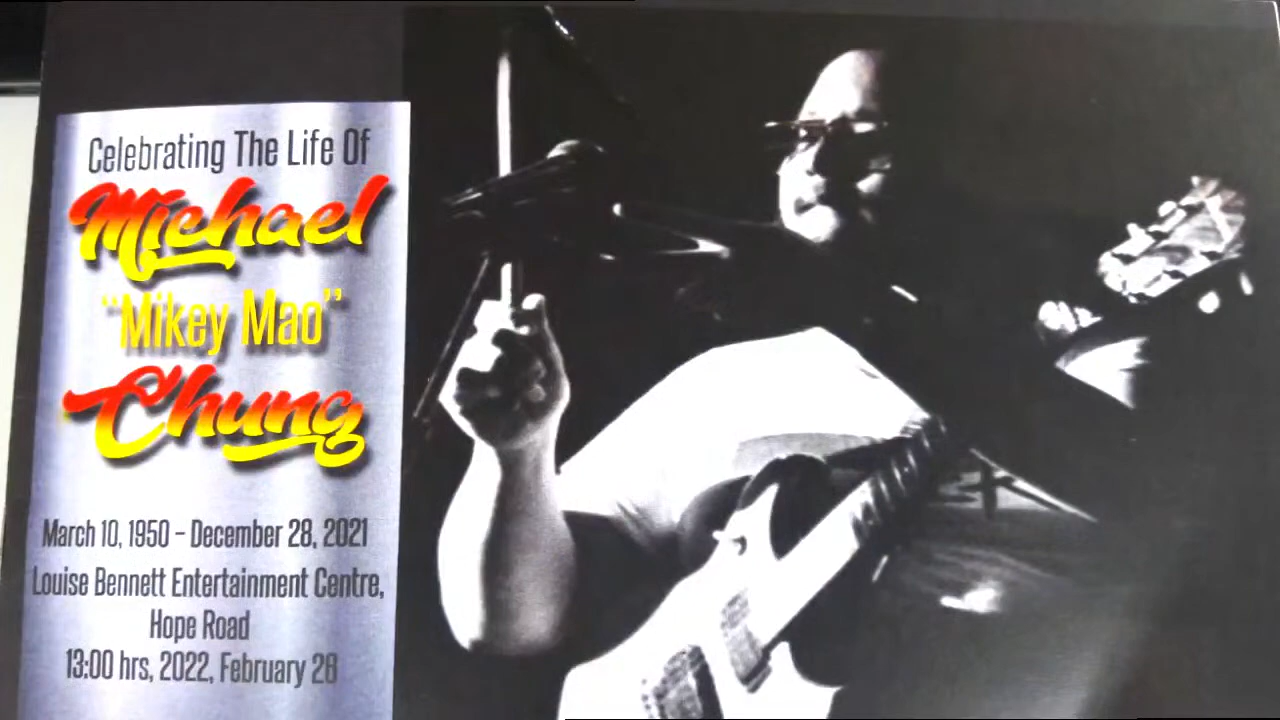 Celebrating The Life Of
Michael
"Mikey Mao"
Chung
March 10, 1950 – December 28, 2021
Louise Bennett Entertainment Centre,
Hope Road
13:00 hrs, 2022, February 28